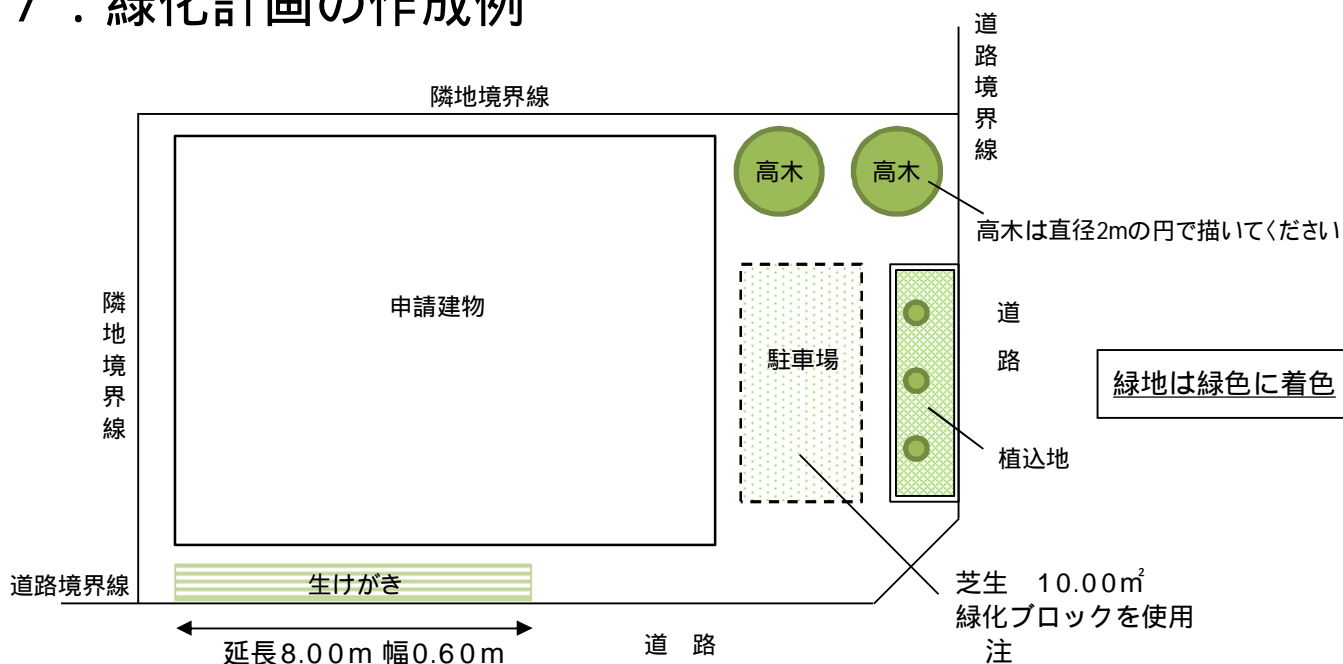 7．緑化計画の作成例
道路境界線
隣地境界線
高木
高木
高木は直径2mの円で描いてください
隣地境界線
申請建物
道路
駐車場
緑地は緑色に着色
植込地
生けがき
道路境界線
芝生　10.00㎡
緑化ブロックを使用
注
延長8.00m 幅0.60m
道　路